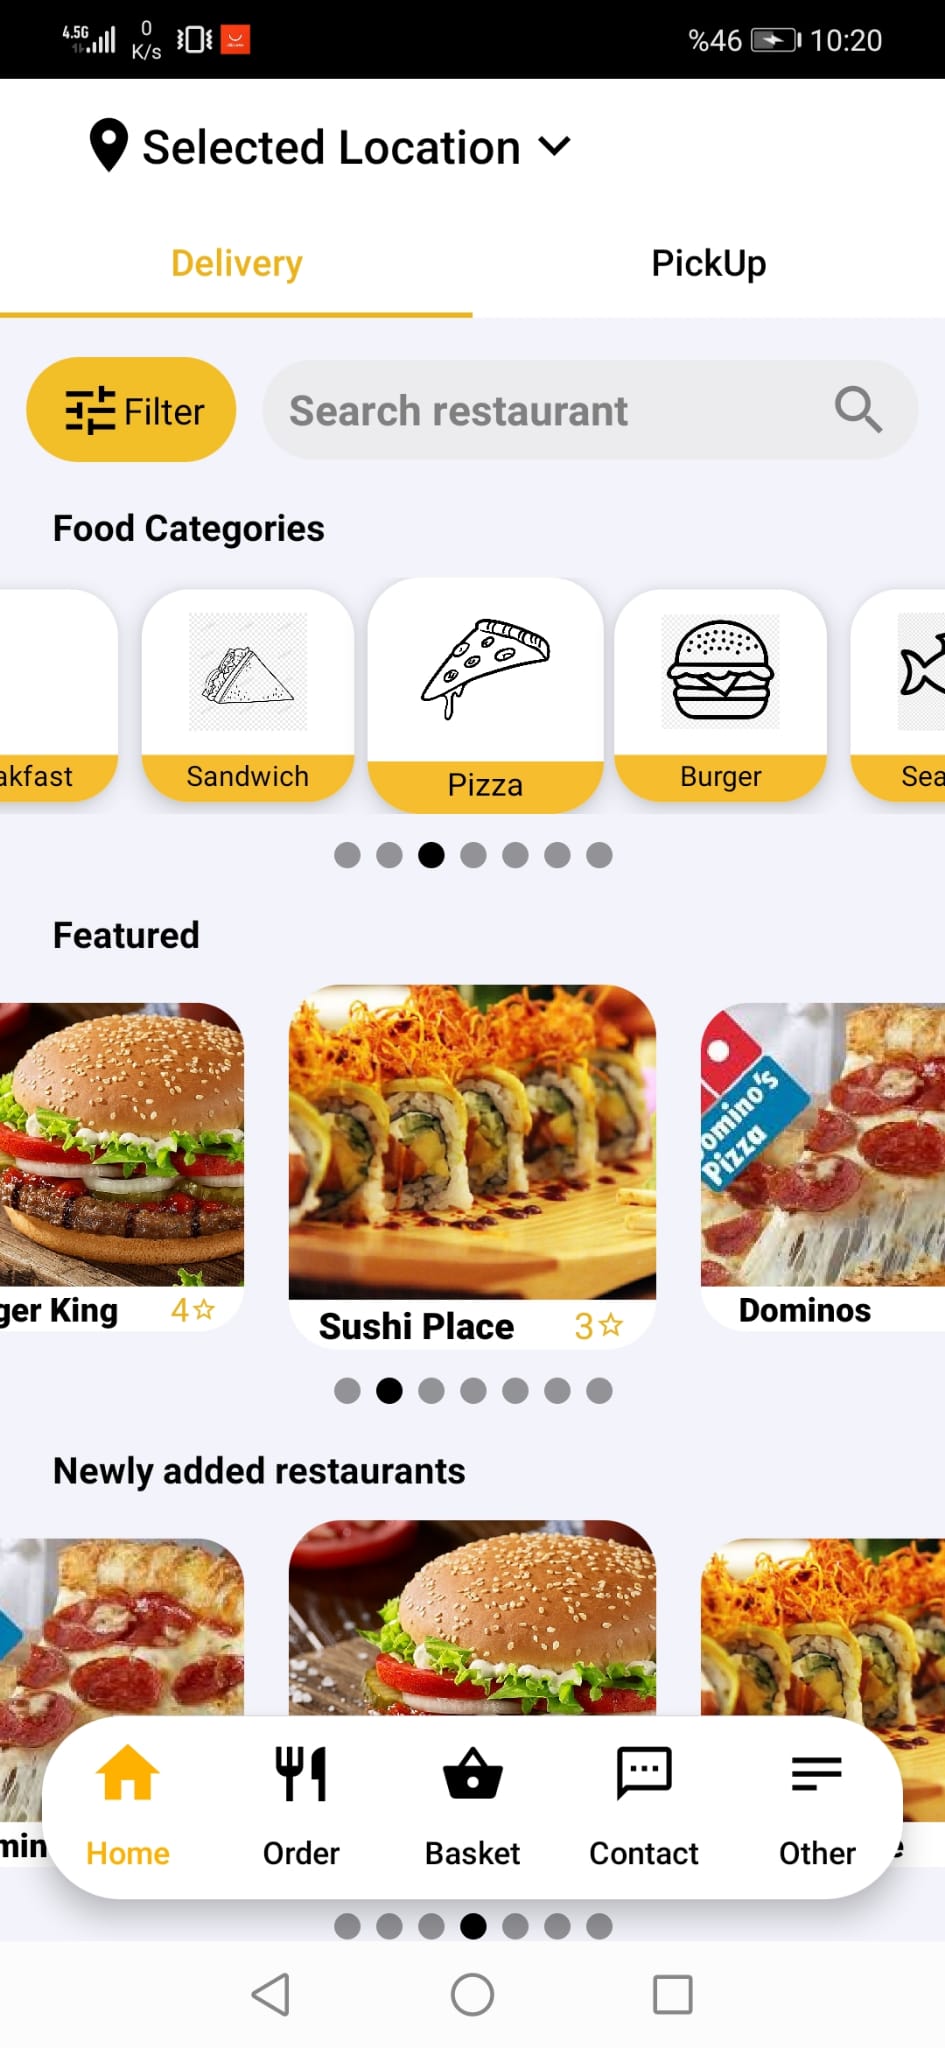 4.5G 0 K/s %46 10:20
Selected Location
Delivery PickUp
Filter Search restaurant
Food Categories
akfast Sandwich Pizza Burger Sea
Featured
omino's
Pizza
ger King 4 Sushi Place 3 Dominos
Newly added restaurants
min
Home Order Basket Contact Other